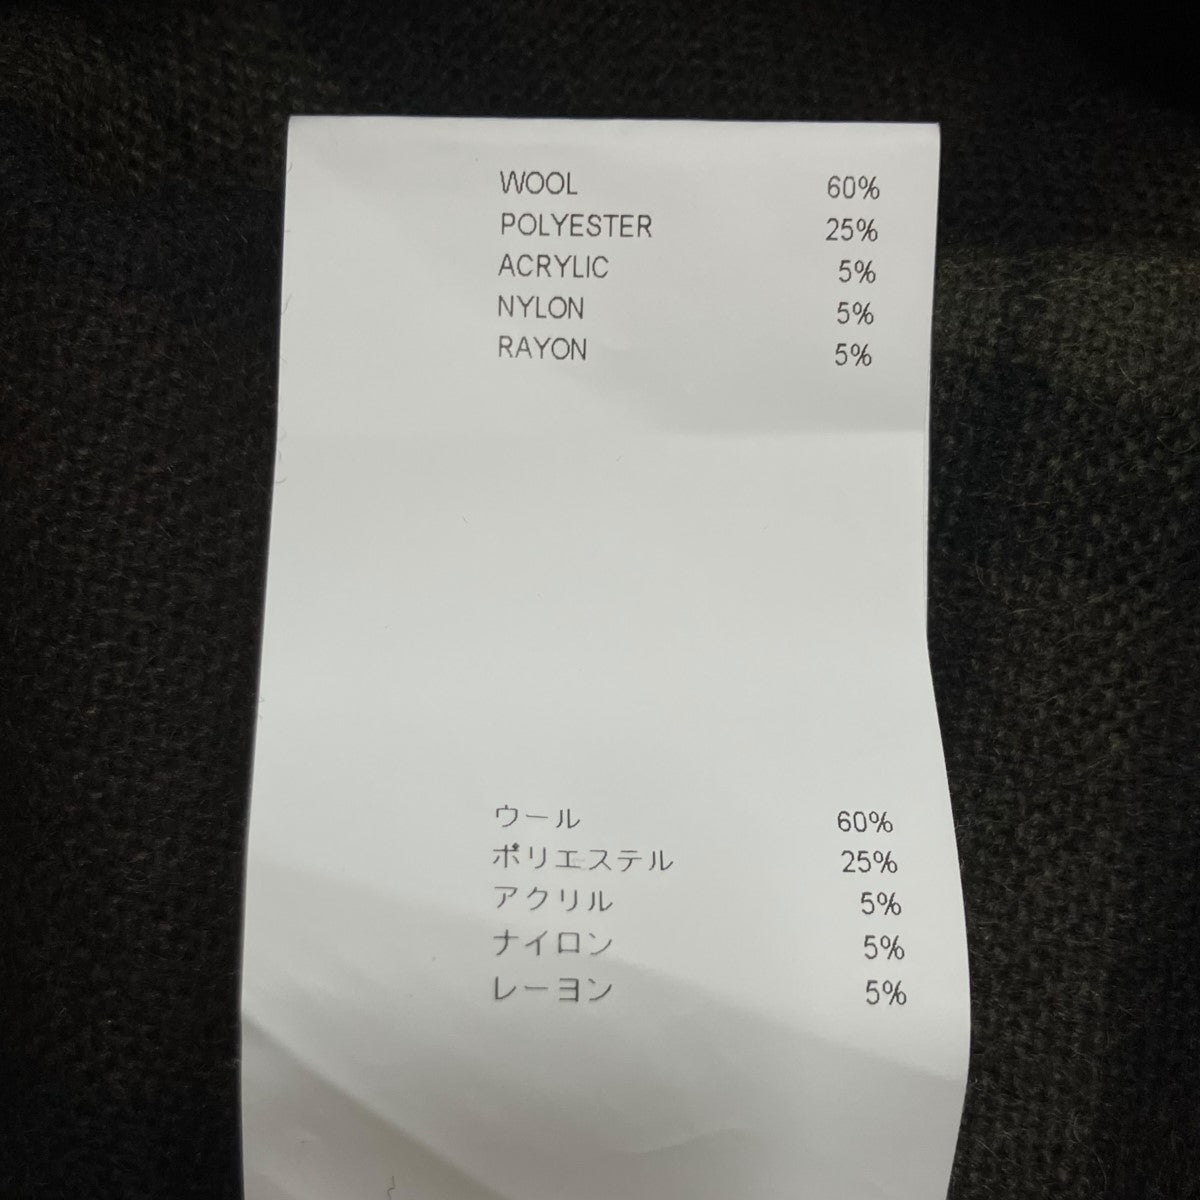 WOOL 60%
POLYESTER 25%
ACRYLIC 5%
NYLON 5%
RAYON 5%
ウール 60%
ポリエステル 25%
アクリル 5%
ナイロン 5%
レーヨン 5%